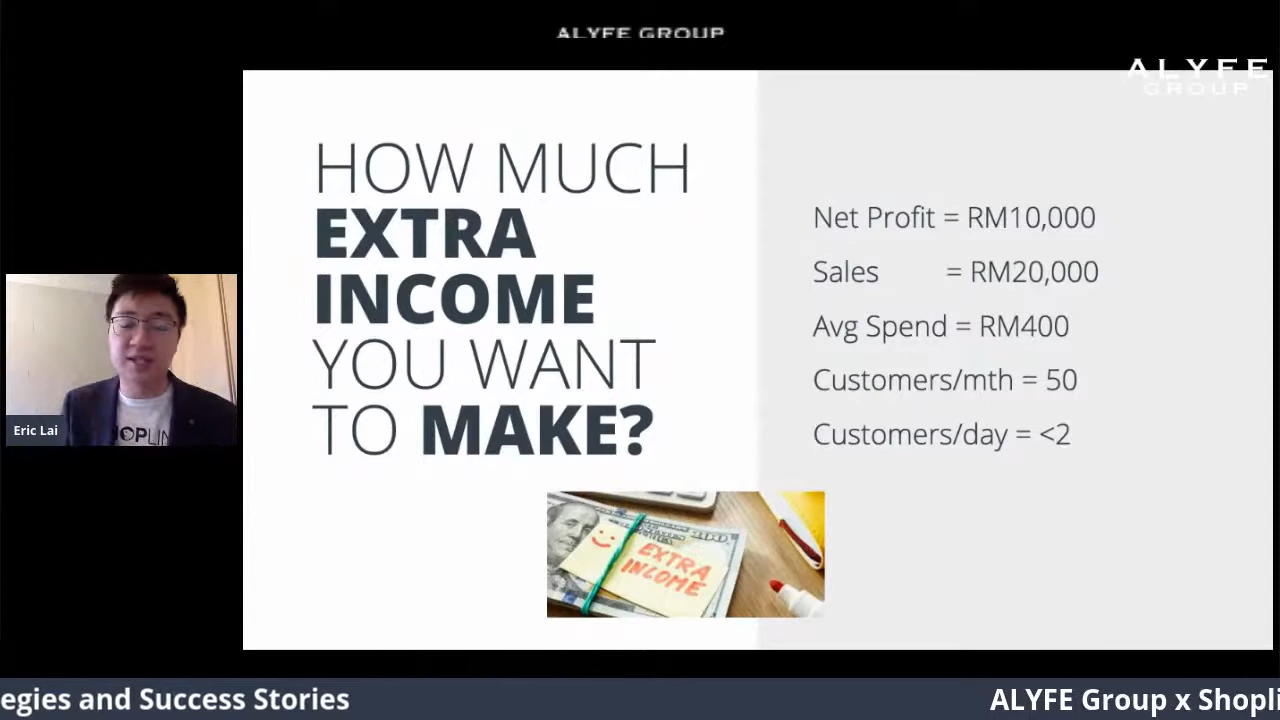 ALYFE GROUP
ALYFE
GROUP
HOW MUCH
EXTRA
INCOME
YOU WANT
TO MAKE?
Net Profit = RM10,000
Sales = RM20,000
Avg Spend = RM400
Customers/mth = 50
Customers/day = <2
EXTRA
INCOME
OPLIN
Eric Lai
egies and Success Stories
ALYFE Group x Shopli